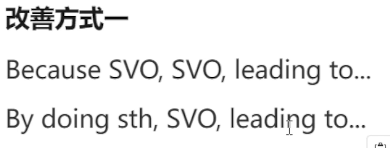 改善方式一
Because SVO, SVO, leading to...
By doing sth, SVO, leading to...